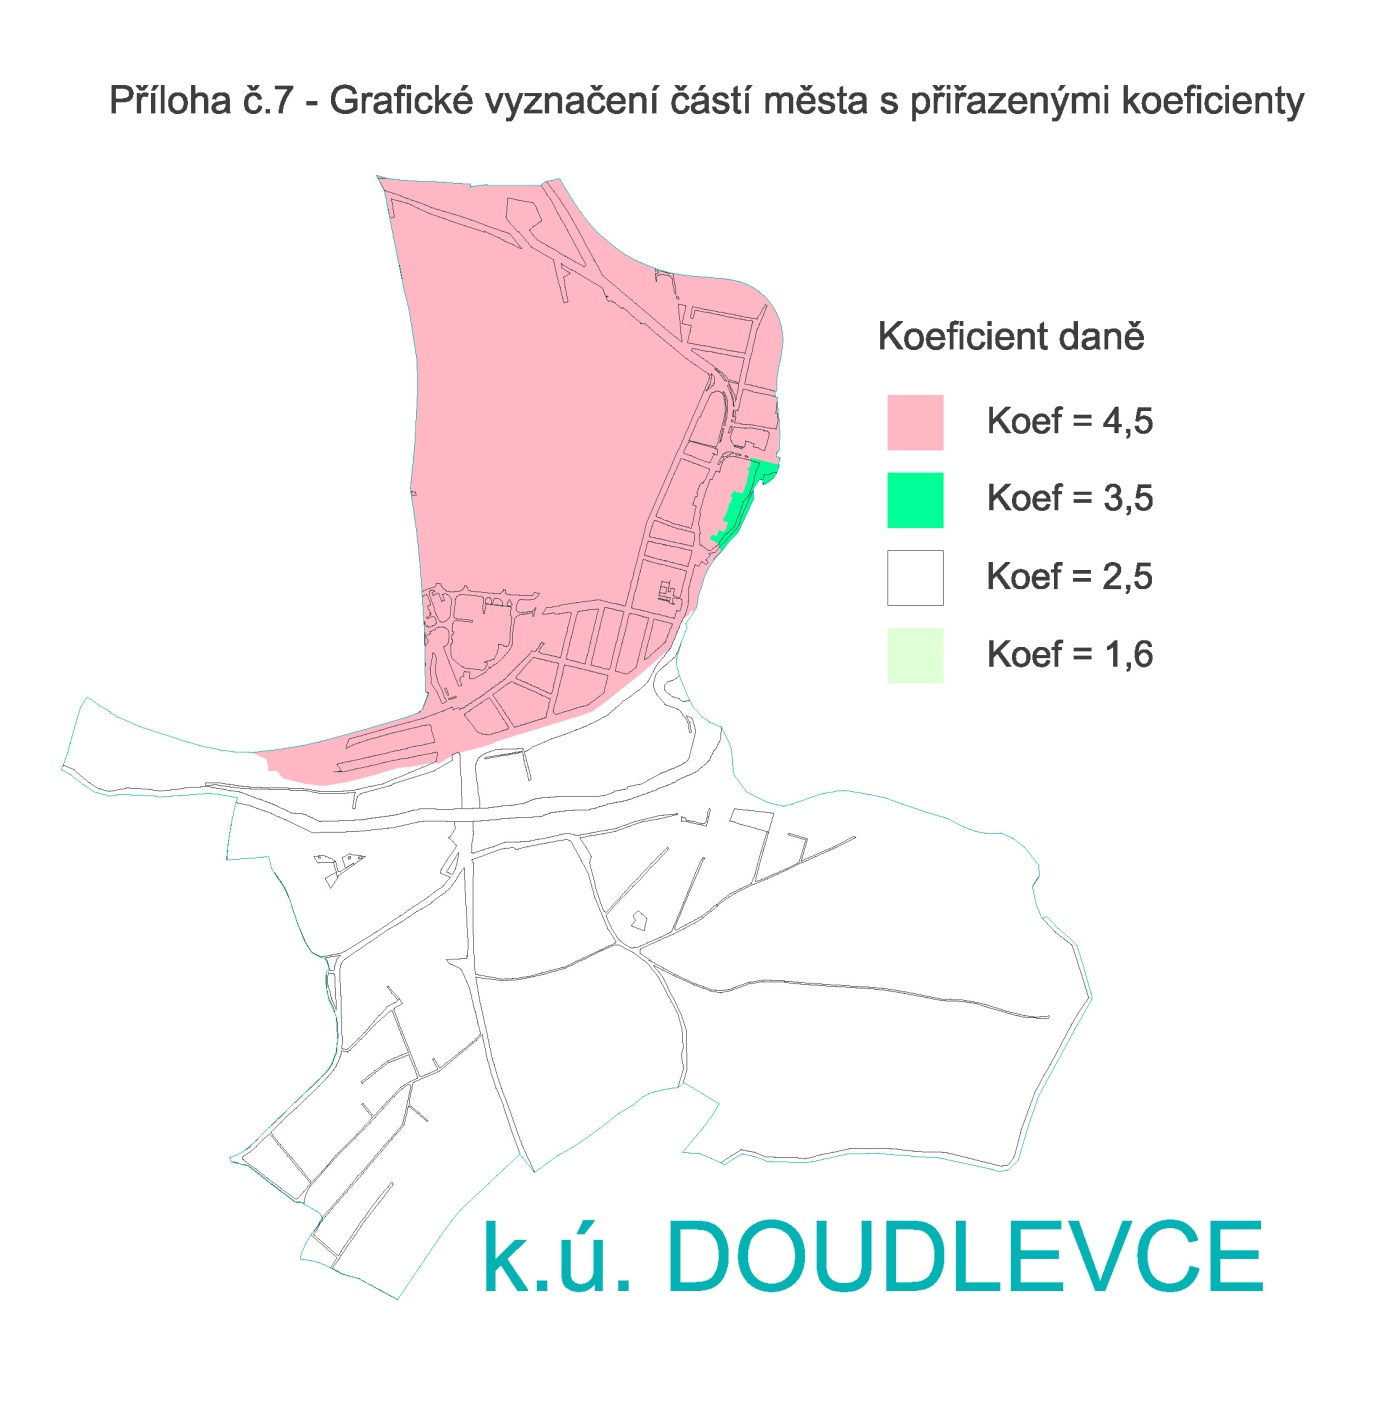 Příloha č.7 - Grafické vyznačení částí města s přiřazenými koeficienty
Koeficient daně
Koef = 4,5
Koef = 3,5
Koef = 2,5
Koef = 1,6
k.ú. DOUDLEVCE